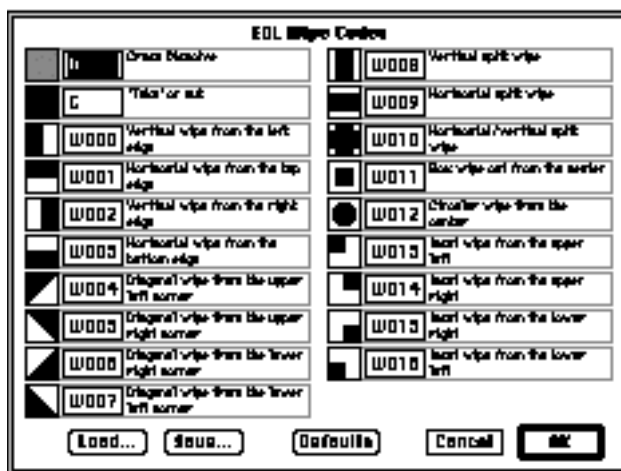 EDL Wipe Codes
D
Cross Dissolve
C
"Take" or cut
W000
Vertical wipe from the left
edge
W001
Horizontal wipe from the top
edge
W002
Vertical wipe from the right
edge
W003
Horizontal wipe from the
bottom edge
W004
Diagonal wipe from the upper
left corner
W005
Diagonal wipe from the upper
right corner
W006
Diagonal wipe from the lower
right corner
W007
Diagonal wipe from the lower
left corner
W008
Vertical split wipe
W009
Horizontal split wipe
W010
Horizontal/vertical split
wipe
W011
Box wipe out from the center
W012
Circular wipe from the
center
W013
Inset wipe from the upper
left
W014
Inset wipe from the upper
right
W015
Inset wipe from the lower
right
W016
Inset wipe from the lower
left
Load... Save... Defaults Cancel OK